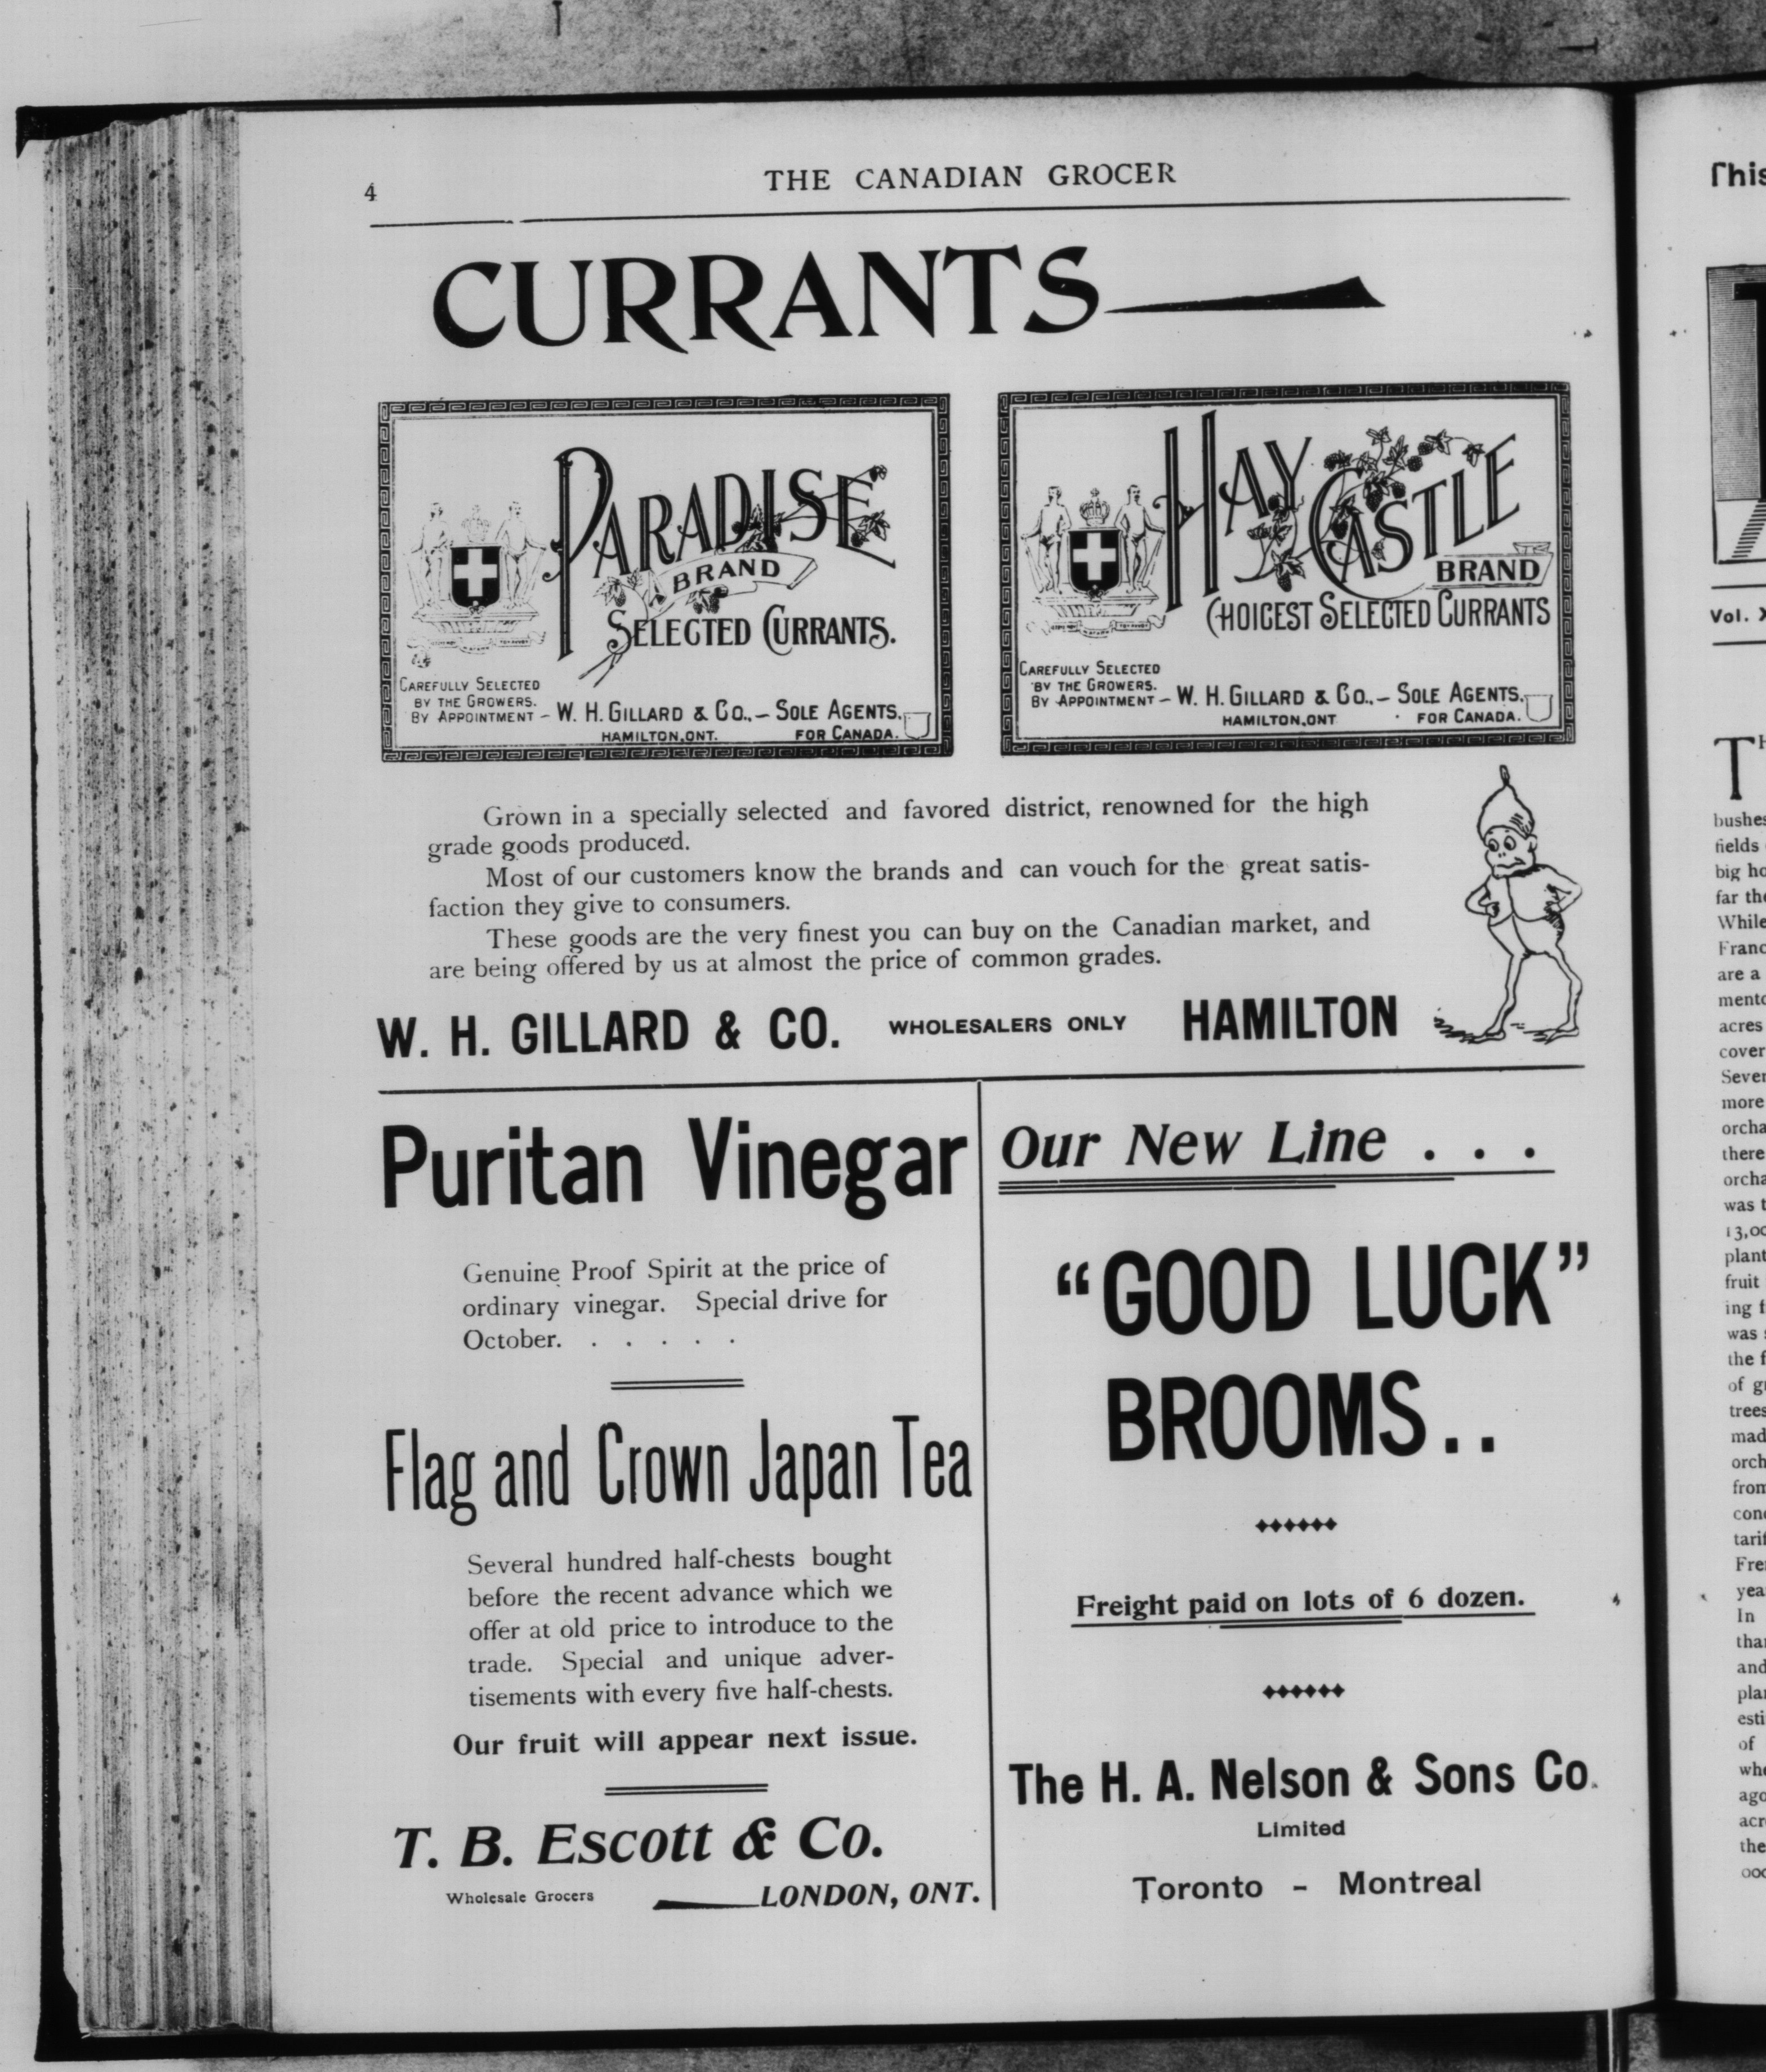 4
THE CANADIAN GROCER
CURRANTS
PARADISE
BRAND
SELECTED CURRANTS.
CAREFULLY SELECTED
BY THE GROWERS.
BY APPOINTMENT – W. H. GILLARD & CO., – SOLE AGENTS.
HAMILTON, ONT. FOR CANADA.
HAY CASTLE
BRAND
CHOICEST SELECTED CURRANTS
CAREFULLY SELECTED
BY THE GROWERS.
BY APPOINTMENT – W. H. GILLARD & CO., – SOLE AGENTS.
HAMILTON, ONT FOR CANADA.
Grown in a specially selected and favored district, renowned for the high
grade goods produced.
Most of our customers know the brands and can vouch for the great satis-
faction they give to consumers.
These goods are the very finest you can buy on the Canadian market, and
are being offered by us at almost the price of common grades.
W. H. GILLARD & CO. WHOLESALERS ONLY HAMILTON
Puritan Vinegar
Genuine Proof Spirit at the price of
ordinary vinegar. Special drive for
October. . . . . .
Flag and Crown Japan Tea
Several hundred half-chests bought
before the recent advance which we
offer at old price to introduce to the
trade. Special and unique adver-
tisements with every five half-chests.
Our fruit will appear next issue.
T. B. Escott & Co.
Wholesale Grocers LONDON, ONT.
Our New Line . . .
“GOOD LUCK”
BROOMS . .
Freight paid on lots of 6 dozen.
The H. A. Nelson & Sons Co.
Limited
Toronto - Montreal
This
Vol.
bushes
fields
big
far
While
are a
acres
cover
more
there
was
fruit
ing
was
the
of
trees
from
In
and
of
the